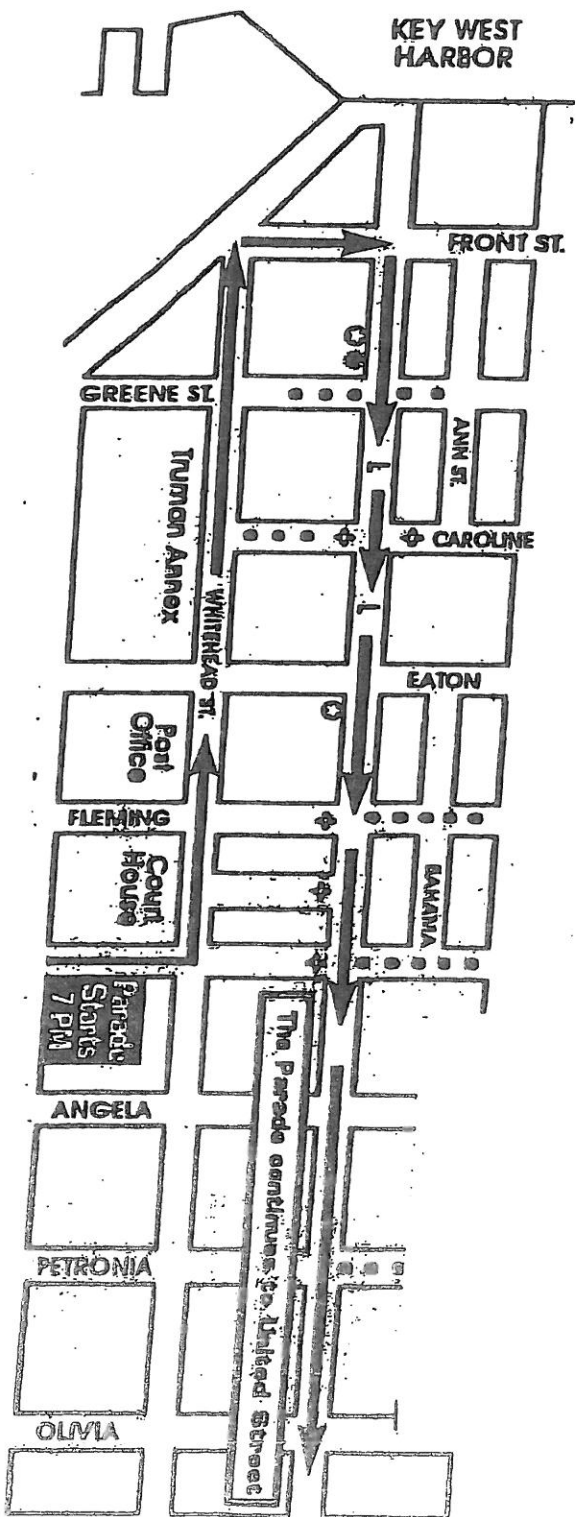 KEY WEST
HARBOR
FRONT ST.
GREENE ST.
ANN ST.
Truman Annex
CAROLINE
WHITEHEAD ST.
L
L
EATON
Post
Office
FLEMING
Court
House
BAHAMA
Parade
Starts
7 PM
The Parade continues to United Street
ANGELA
PETRONIA
OLIVIA